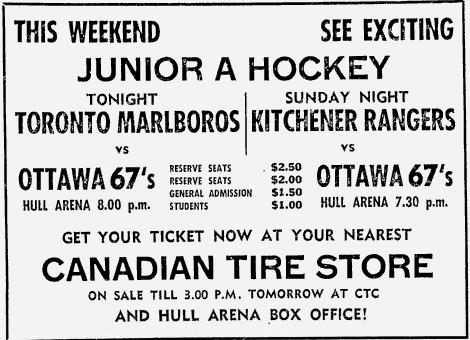 THIS WEEKEND SEE EXCITING
JUNIOR A HOCKEY
TONIGHT
TORONTO MARLBOROS
vs
OTTAWA 67's
HULL ARENA 8.00 p.m.
SUNDAY NIGHT
KITCHENER RANGERS
vs
OTTAWA 67's
HULL ARENA 7.30 p.m.
RESERVE SEATS $2.50
RESERVE SEATS $2.00
GENERAL ADMISSION $1.50
STUDENTS $1.00
GET YOUR TICKET NOW AT YOUR NEAREST
CANADIAN TIRE STORE
ON SALE TILL 3.00 P.M. TOMORROW AT CTC
AND HULL ARENA BOX OFFICE!